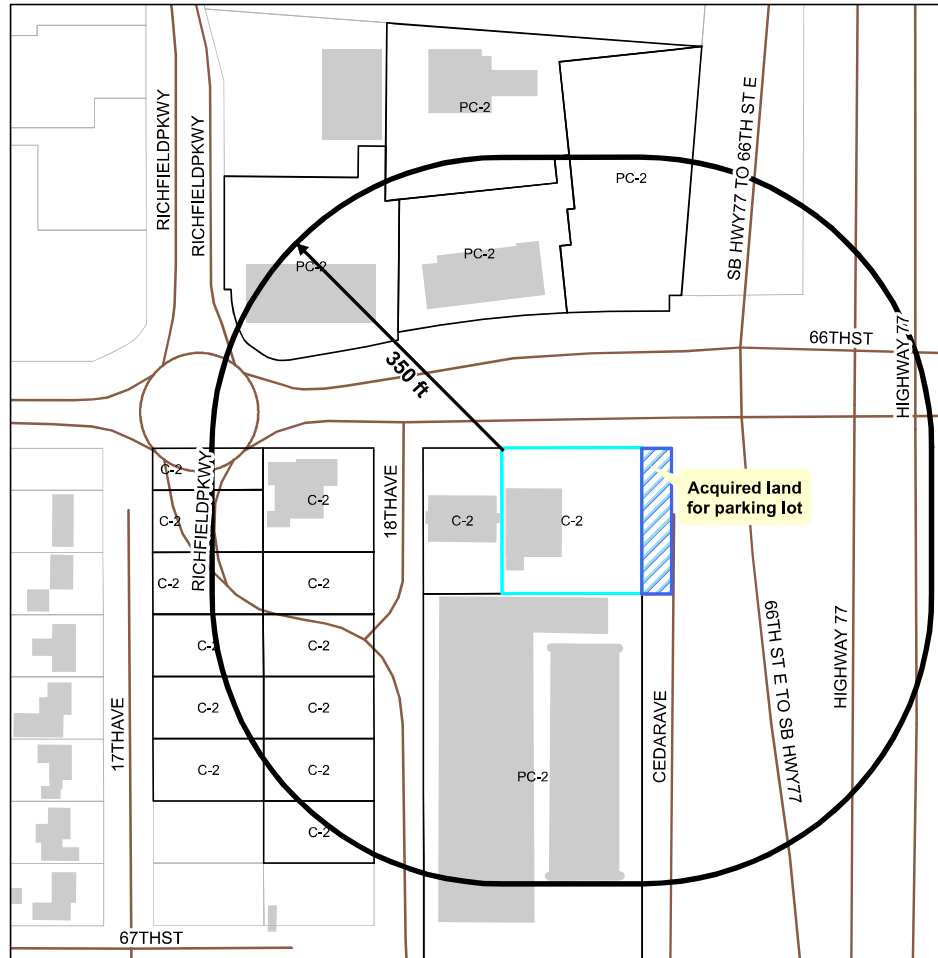 PC-2
RICHFIELDPKWY
RICHFIELDPKWY
SB HWY77 TO 66TH ST E
PC-2
PC-2
PC-2
66THST
HIGHWAY 77
350 ft
C-2
C-2
18THAVE
Acquired land
for parking lot
C-2
C-2
C-2
RICHFIELDPKWY
C-2
C-2
C-2
C-2
66TH ST E TO SB HWY77
HIGHWAY 77
C-2
C-2
17THAVE
CEDARAVE
C-2
C-2
PC-2
C-2
67THST